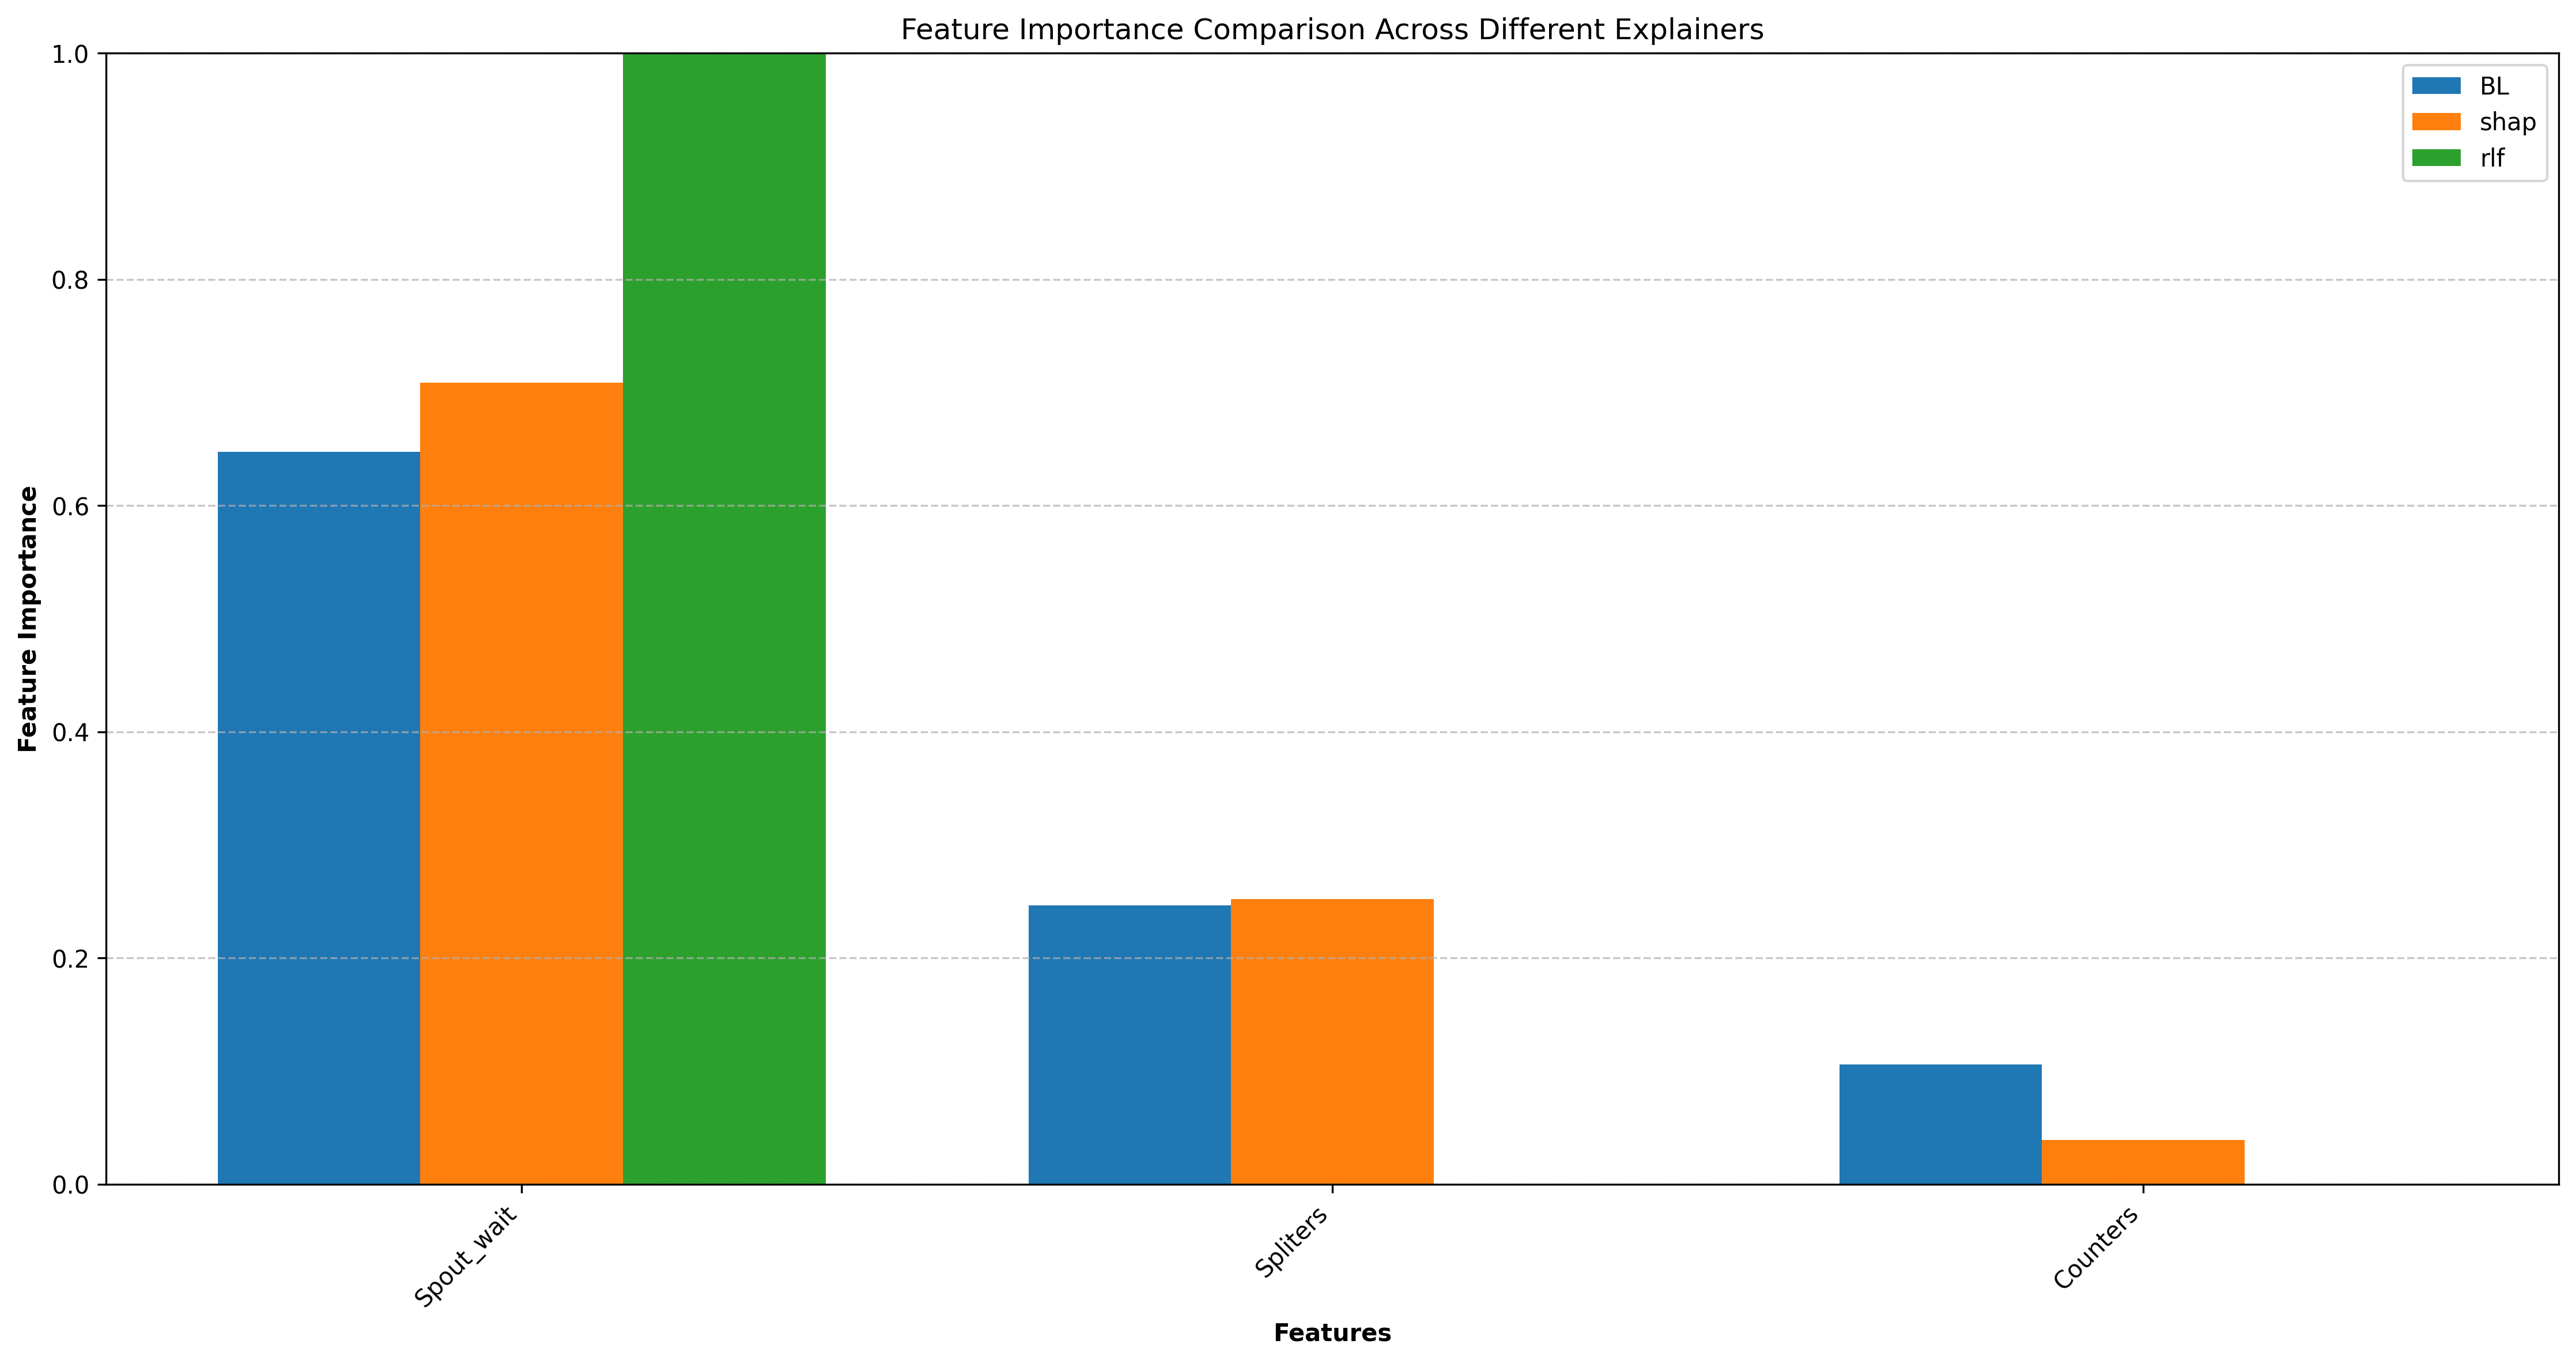 Feature Importance Comparison Across Different Explainers
1.0
0.8
0.6
0.4
0.2
0.0
Feature Importance
BL
shap
rlf
Spout_wait
Spliters
Counters
Features